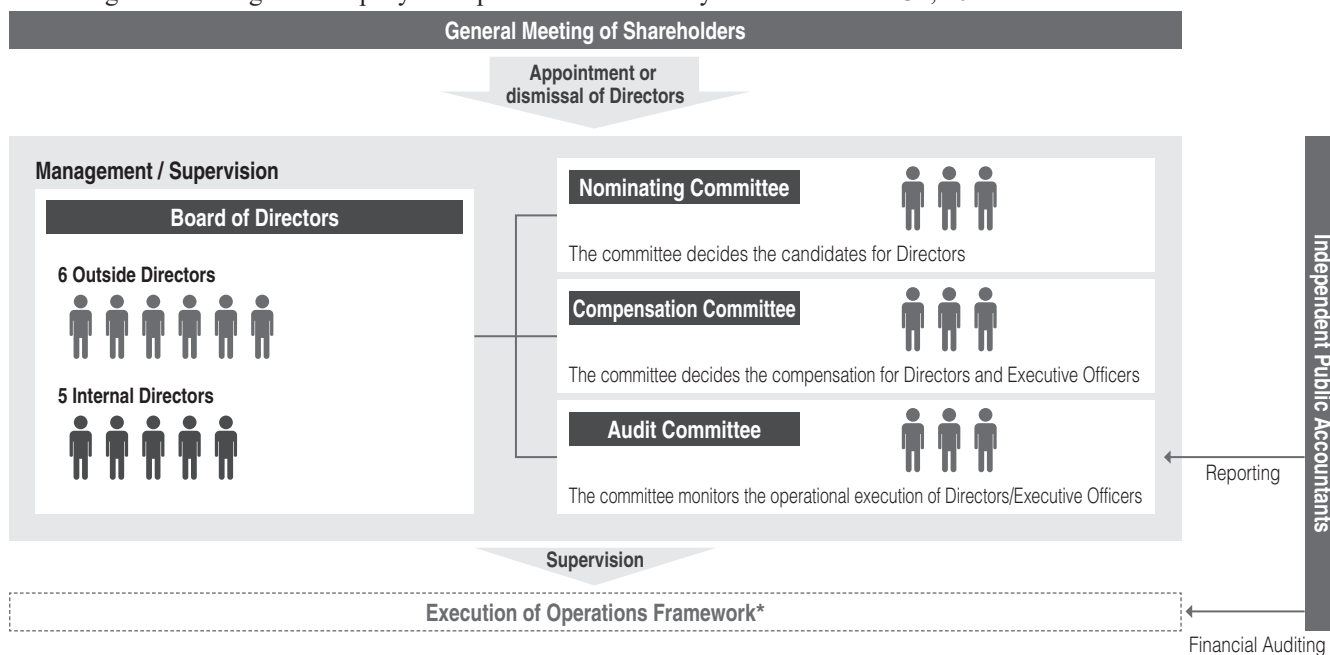 General Meeting of Shareholders
Appointment or
dismissal of Directors
Management / Supervision
Board of Directors
6 Outside Directors
5 Internal Directors
Nominating Committee
The committee decides the candidates for Directors
Compensation Committee
The committee decides the compensation for Directors and Executive Officers
Audit Committee
The committee monitors the operational execution of Directors/Executive Officers
Independent Public Accountants
Reporting
Supervision
Execution of Operations Framework*
Financial Auditing